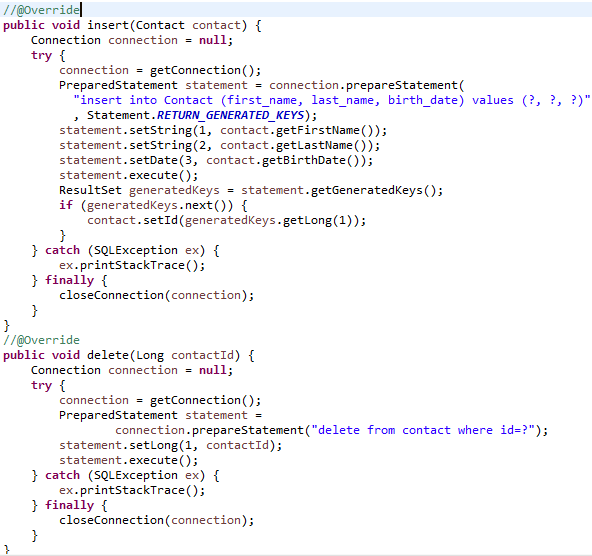 //@Override
public void insert(Contact contact) {
    Connection connection = null;
    try {
        connection = getConnection();
        PreparedStatement statement = connection.prepareStatement(
          "insert into Contact (first_name, last_name, birth_date) values (?, ?, ?)"
          , Statement.RETURN_GENERATED_KEYS);
        statement.setString(1, contact.getFirstName());
        statement.setString(2, contact.getLastName());
        statement.setDate(3, contact.getBirthDate());
        statement.execute();
        ResultSet generatedKeys = statement.getGeneratedKeys();
        if (generatedKeys.next()) {
            contact.setId(generatedKeys.getLong(1));
        }
    } catch (SQLException ex) {
        ex.printStackTrace();
    } finally {
        closeConnection(connection);
    }
}
//@Override
public void delete(Long contactId) {
    Connection connection = null;
    try {
        connection = getConnection();
        PreparedStatement statement =
                connection.prepareStatement("delete from contact where id=?");
        statement.setLong(1, contactId);
        statement.execute();
    } catch (SQLException ex) {
        ex.printStackTrace();
    } finally {
        closeConnection(connection);
    }
}